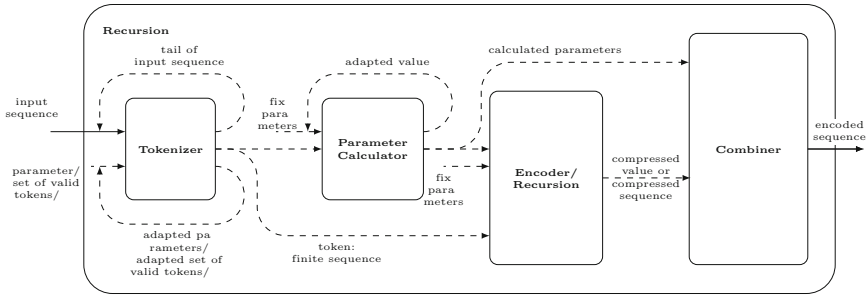 Recursion
tail of
input sequence
adapted value
calculated parameters
input
sequence
fix
para
meters
encoded
sequence
Tokenizer
Parameter
Calculator
Combiner
parameter/
set of valid
tokens/
fix
para
meters
Encoder/
Recursion
compressed
value or
compressed
sequence
adapted pa
rameters/
adapted set of
valid tokens/
token:
finite sequence